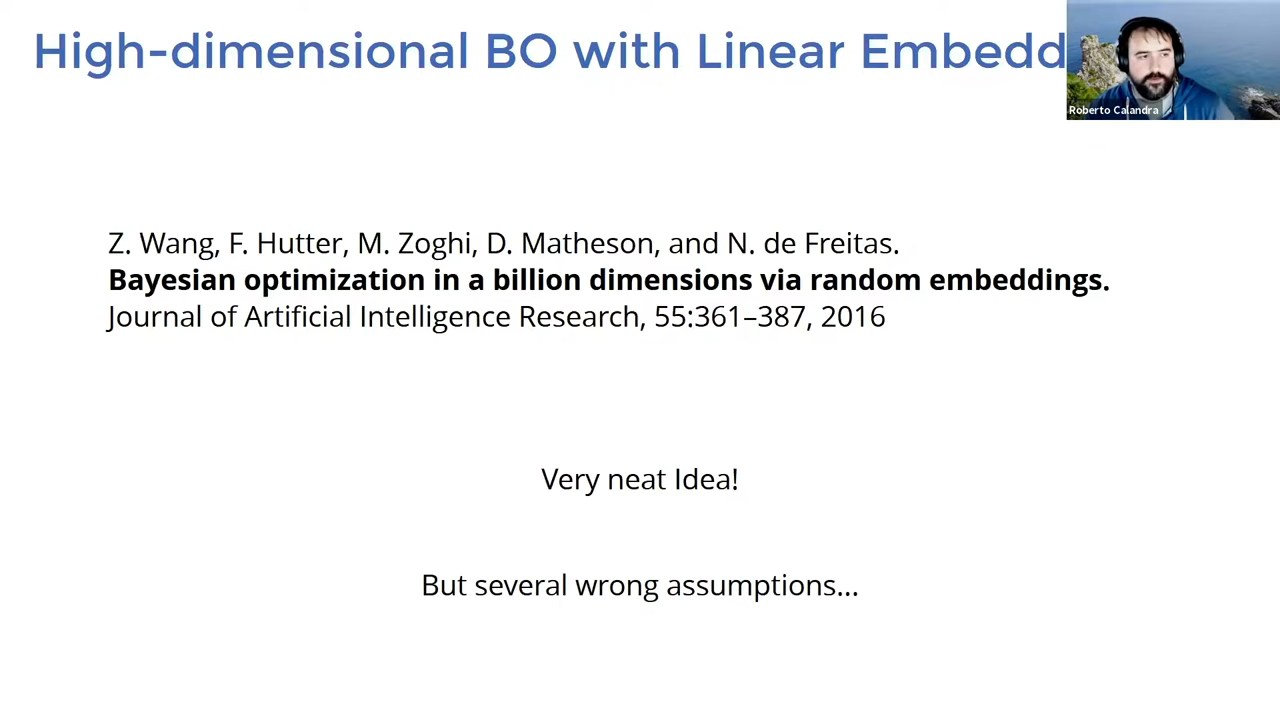 High-dimensional BO with Linear Embedd
Roberto Calandra
Z. Wang, F. Hutter, M. Zoghi, D. Matheson, and N. de Freitas.
Bayesian optimization in a billion dimensions via random embeddings.
Journal of Artificial Intelligence Research, 55:361–387, 2016
Very neat Idea!
But several wrong assumptions...